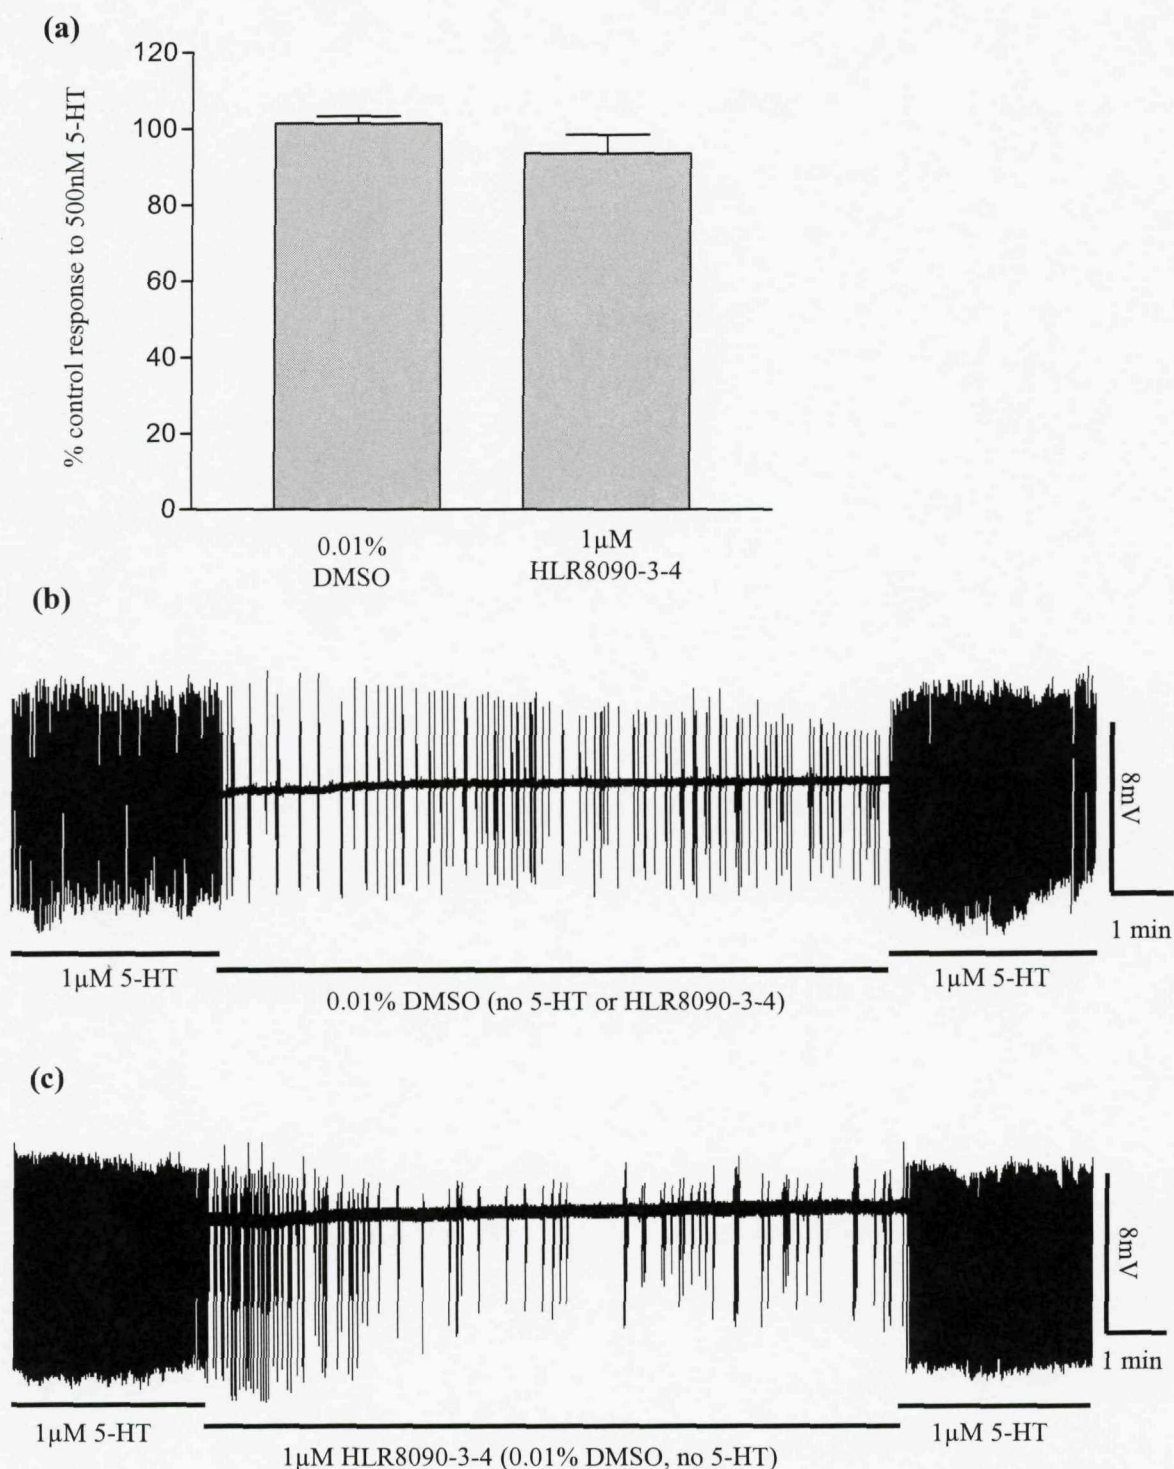 (a)
% control response to 500nM 5-HT
120
100
80
60
40
20
0
0.01%
DMSO
1µM
HLR8090-3-4
(b)
8mV
1 min
1µM 5-HT
0.01% DMSO (no 5-HT or HLR8090-3-4)
1µM 5-HT
(c)
8mV
1 min
1µM 5-HT
1µM HLR8090-3-4 (0.01% DMSO, no 5-HT)
1µM 5-HT